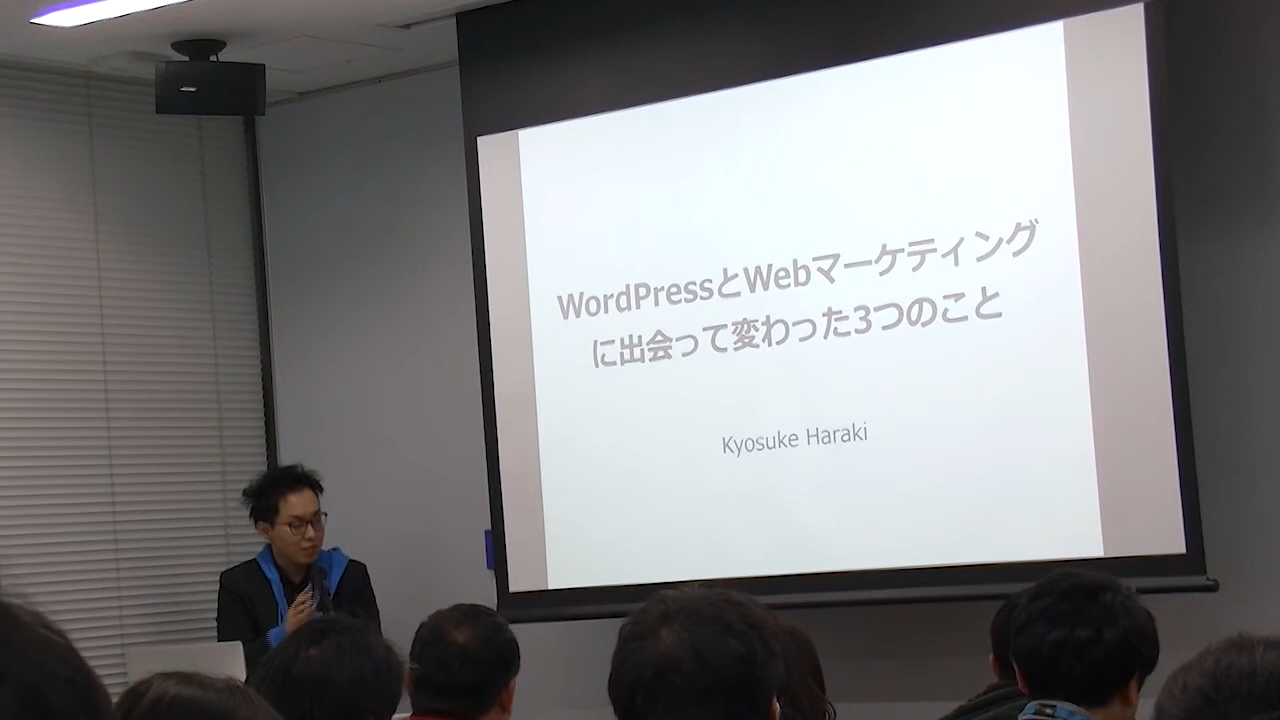 WordPressとWebマーケティング
に出会って変わった3つのこと
Kyosuke Haraki